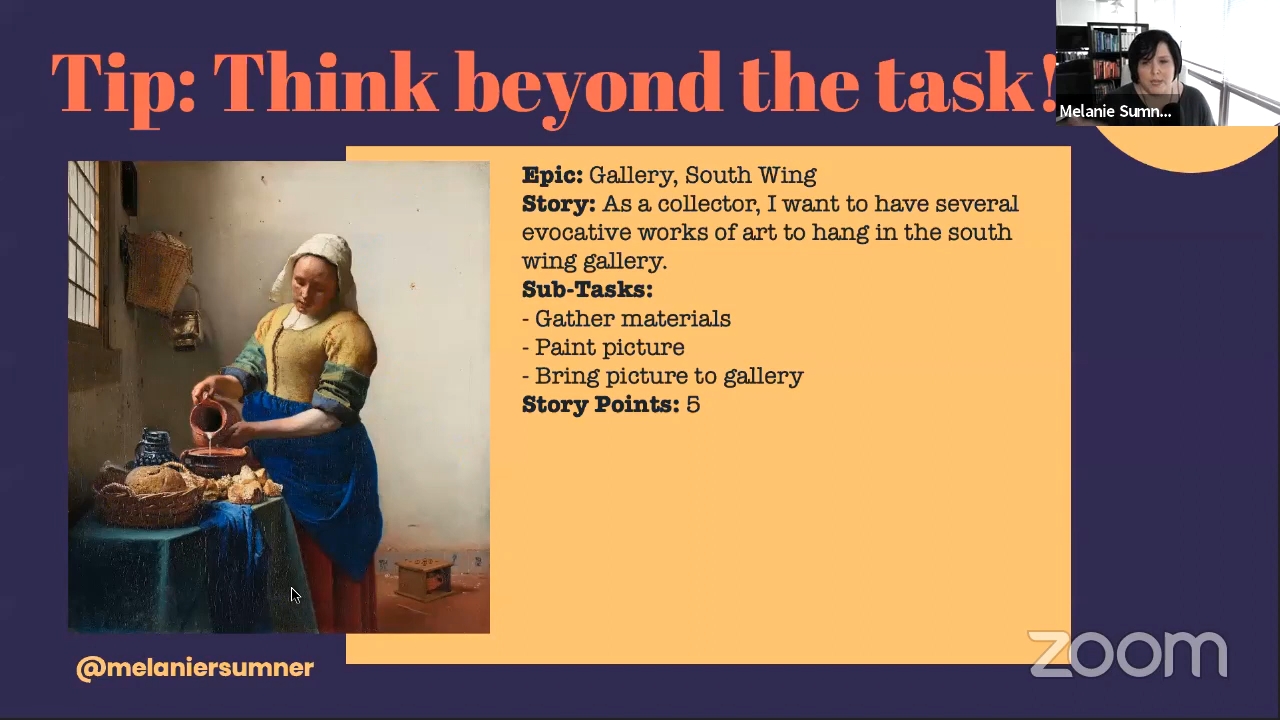 Tip: Think beyond the task!
Melanie Sumn...
Epic: Gallery, South Wing
Story: As a collector, I want to have several
evocative works of art to hang in the south
wing gallery.
Sub-Tasks:
- Gather materials
- Paint picture
- Bring picture to gallery
Story Points: 5
@melaniersumner
zoom